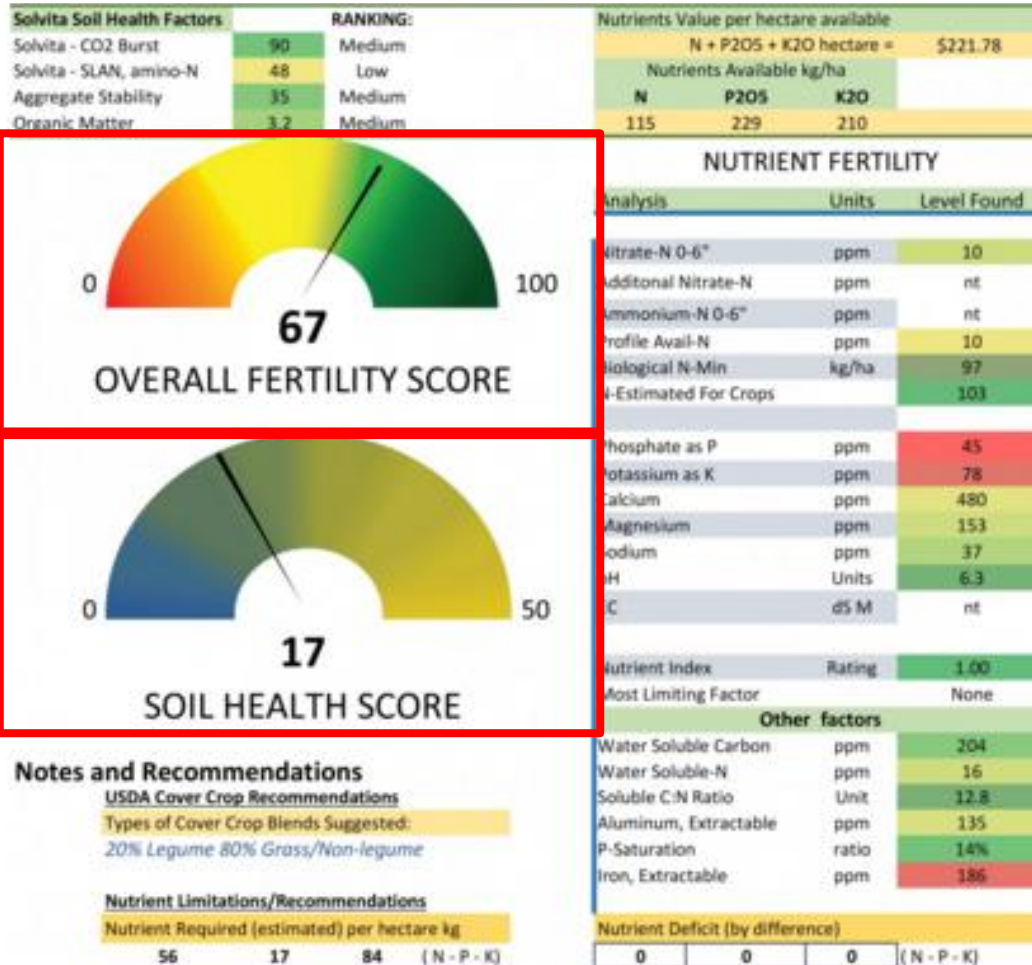 Solvita Soil Health Factors RANKING:
Solvita - CO2 Burst 90 Medium
Solvita - SLAN, amino-N 48 Low
Aggregate Stability 35 Medium
Organic Matter 3.2 Medium
0 100
67
OVERALL FERTILITY SCORE
0 50
17
SOIL HEALTH SCORE
Notes and Recommendations
USDA Cover Crop Recommendations
Types of Cover Crop Blends Suggested:
20% Legume 80% Grass/Non-legume
Nutrient Limitations/Recommendations
Nutrient Required (estimated) per hectare kg
56 17 84 ( N - P - K)
Nutrients Value per hectare available
N + P2O5 + K2O hectare = $221.78
Nutrients Available kg/ha
N P2O5 K2O
115 229 210
NUTRIENT FERTILITY
Analysis Units Level Found
Nitrate-N 0-6" ppm 10
Additonal Nitrate-N ppm nt
Ammonium-N 0-6" ppm nt
Profile Avail-N ppm 10
Biological N-Min kg/ha 97
N-Estimated For Crops 103
Phosphate as P ppm 45
Potassium as K ppm 78
Calcium ppm 480
Magnesium ppm 153
Sodium ppm 37
pH Units 6.3
EC dS M nt
Nutrient Index Rating 1.00
Most Limiting Factor None
Other factors
Water Soluble Carbon ppm 204
Water Soluble-N ppm 16
Soluble C:N Ratio Unit 12.8
Aluminum, Extractable ppm 135
P-Saturation ratio 14%
Iron, Extractable ppm 186
Nutrient Deficit (by difference)
0 0 0 ( N - P - K)